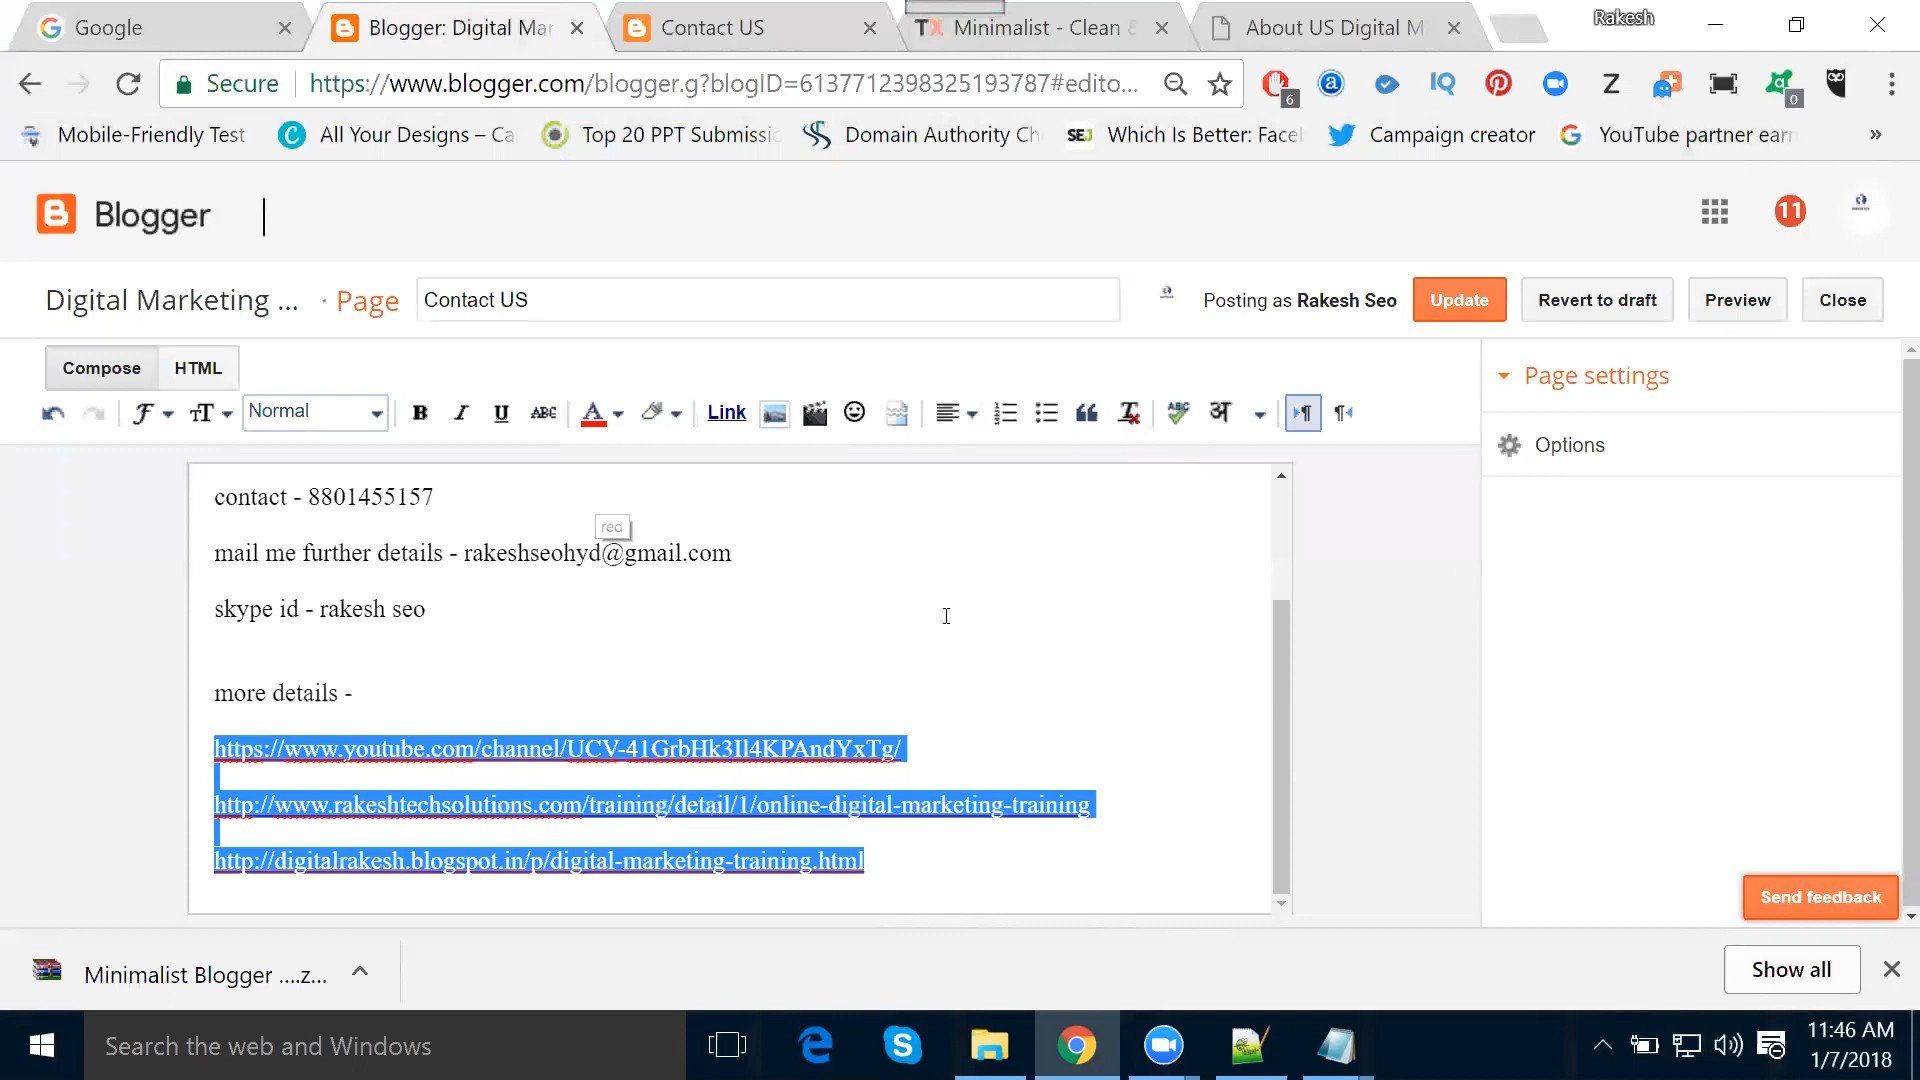 Google
Blogger: Digital Mar
Contact US
TX Minimalist - Clean &
About US Digital M
Rakesh
Secure
https://www.blogger.com/blogger.g?blogID=6137712398325193787#edito...
6
0
Mobile-Friendly Test
All Your Designs – Ca
Top 20 PPT Submissic
Domain Authority Ch
SEJ Which Is Better: Facel
Campaign creator
YouTube partner earn
»
Blogger
11
Digital Marketing ...
· Page
Contact US
Posting as Rakesh Seo
Update
Revert to draft
Preview
Close
Compose
HTML
Normal
B
I
U
ABC
A
Link
अ
Page settings
Options
contact - 8801455157
red
mail me further details - rakeshseohyd@gmail.com
skype id - rakesh seo
more details -
https://www.youtube.com/channel/UCV-41GrbHk3Il4KPAndYxTg/
http://www.rakeshtechsolutions.com/training/detail/1/online-digital-marketing-training
http://digitalrakesh.blogspot.in/p/digital-marketing-training.html
Send feedback
Minimalist Blogger ....z...
Show all
Search the web and Windows
11:46 AM
1/7/2018